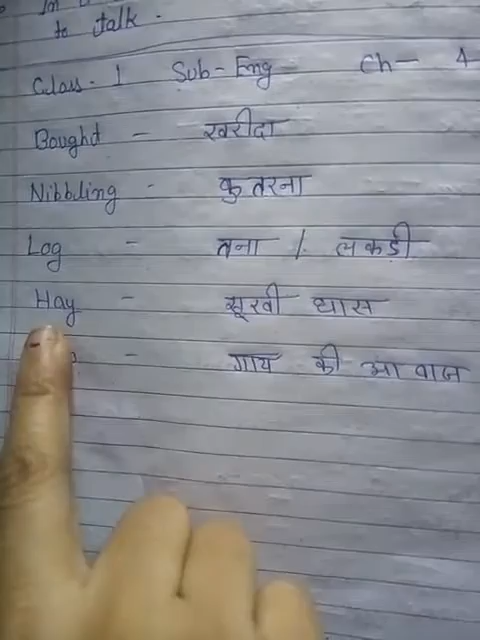 to talk.
Class - 1 Sub - Eng Ch - 4
Bought - खरीदा
Nibbling - कुतरना
Log - तना / लकड़ी
Hay - सूखी घास
- गाय की आवाज